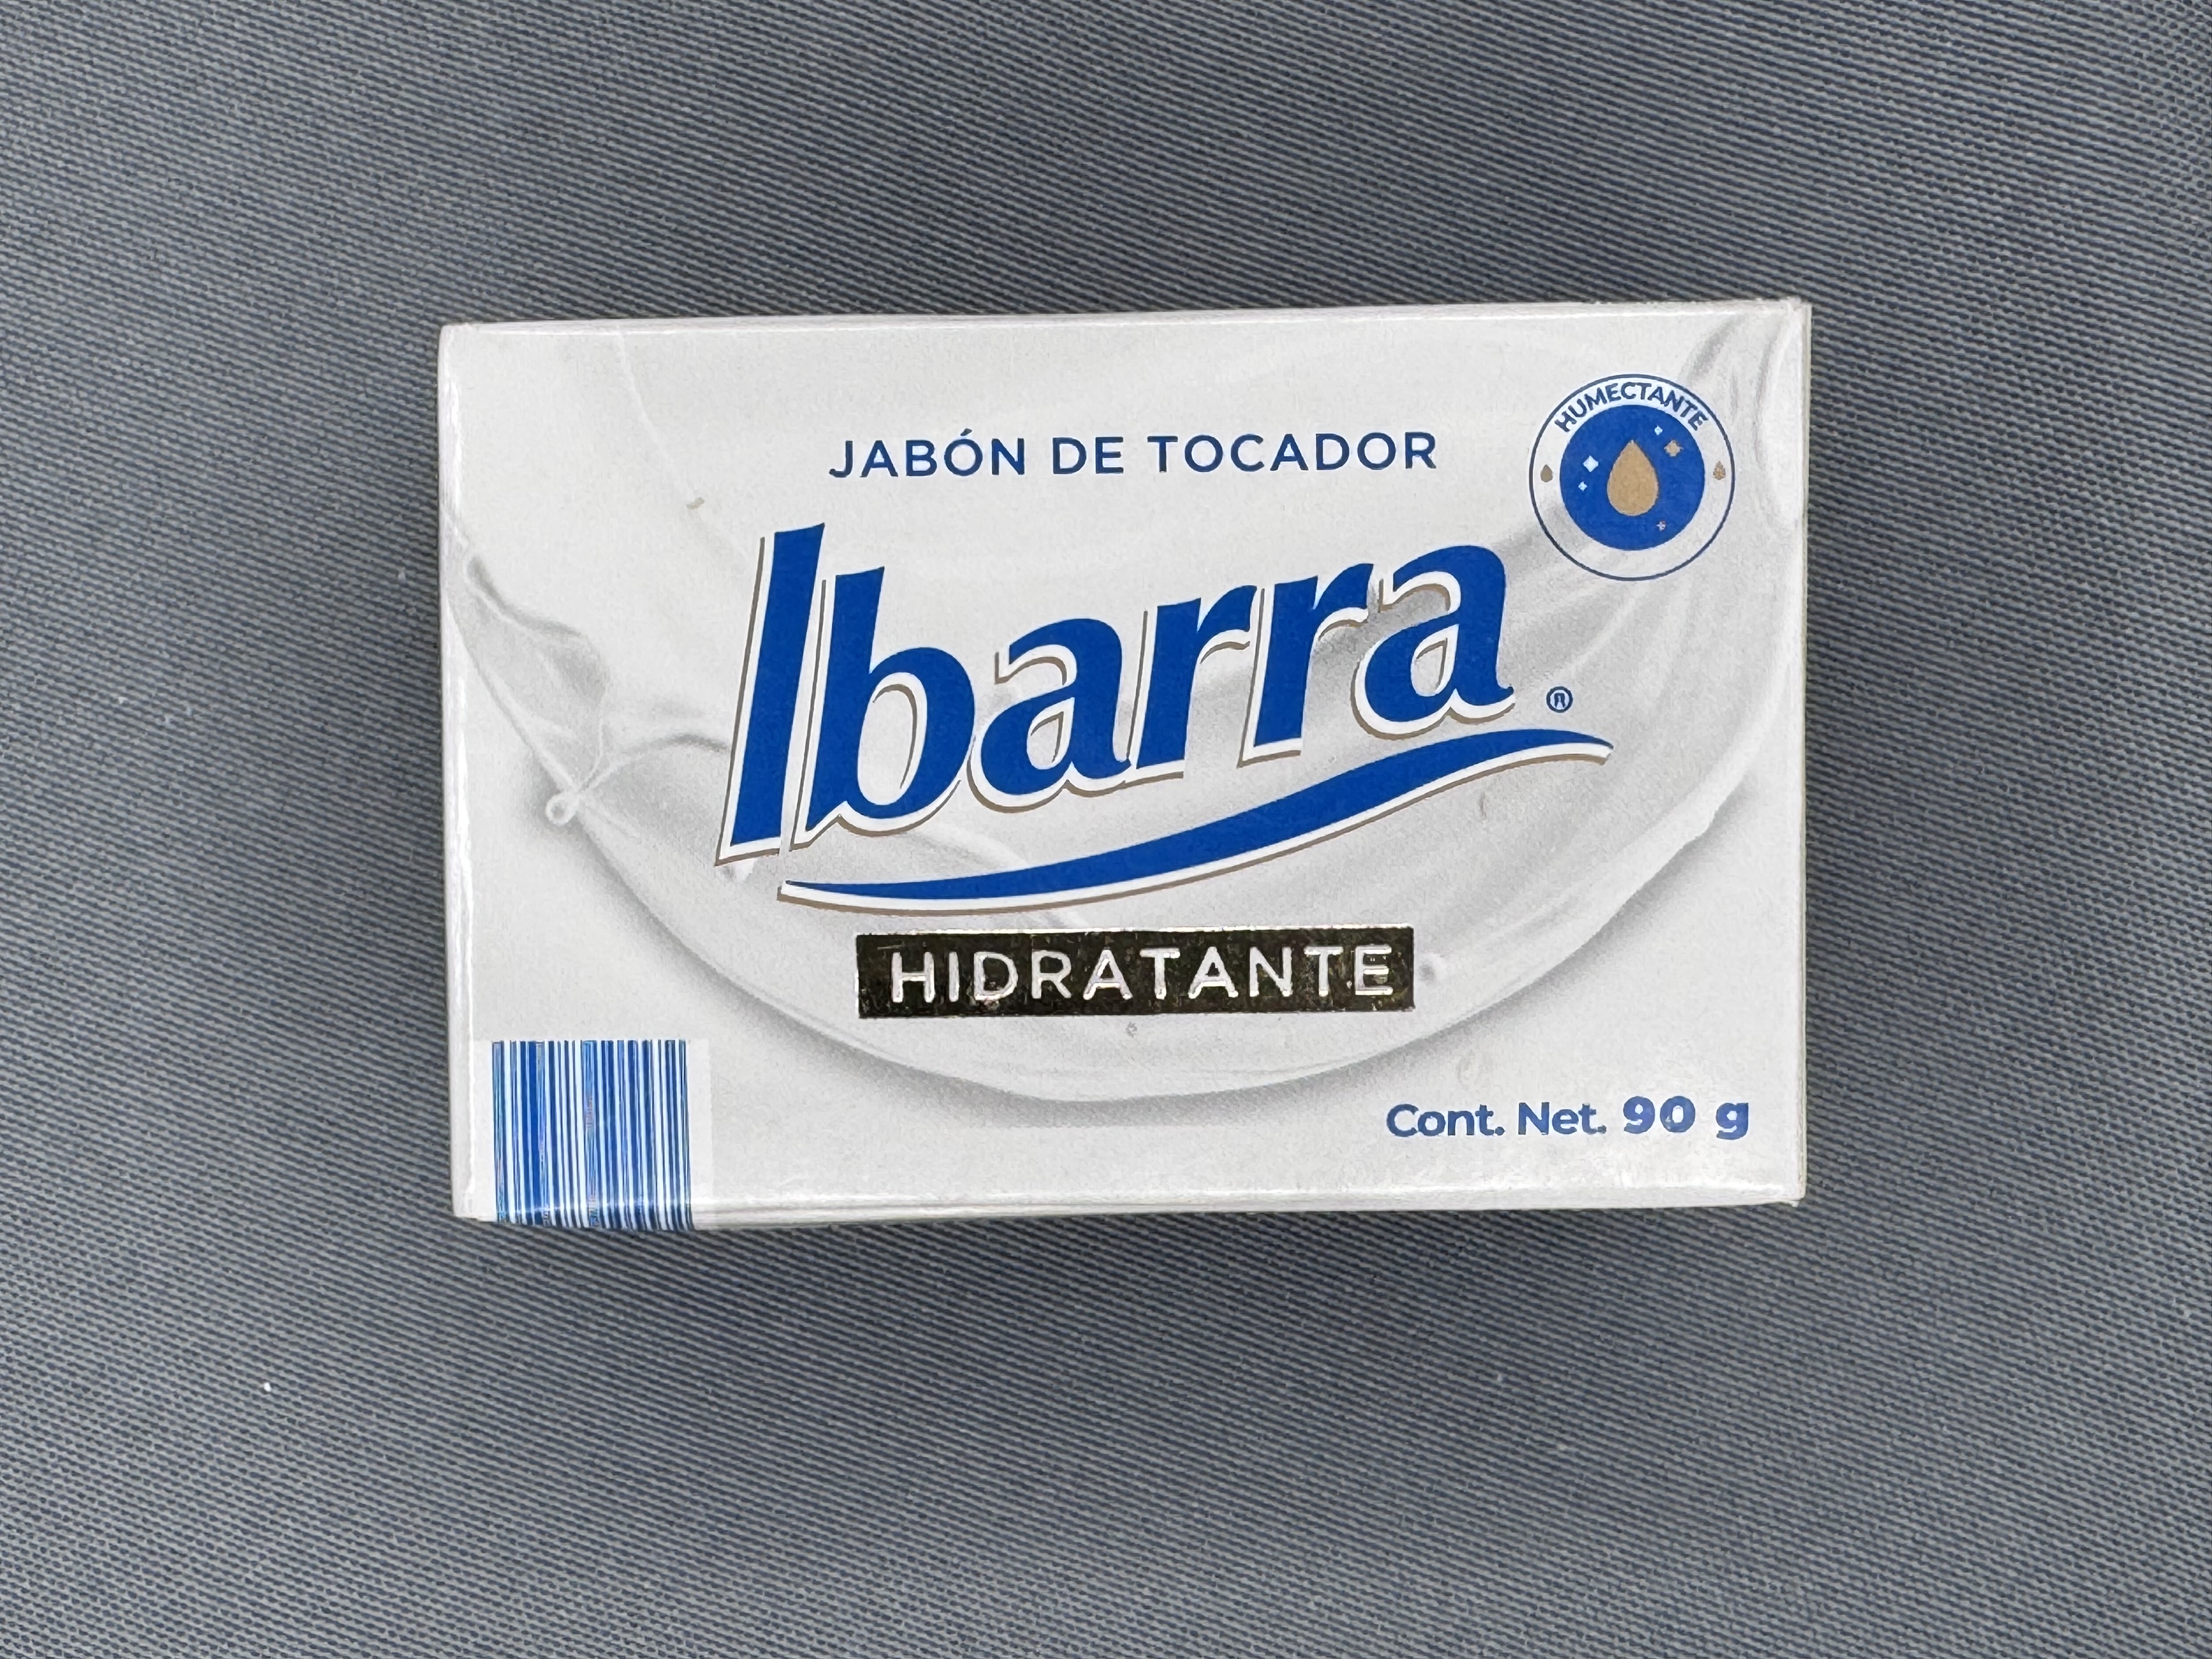 JABÓN DE TOCADOR
HUMECTANTE
Ibarra®
HIDRATANTE
Cont. Net. 90 g